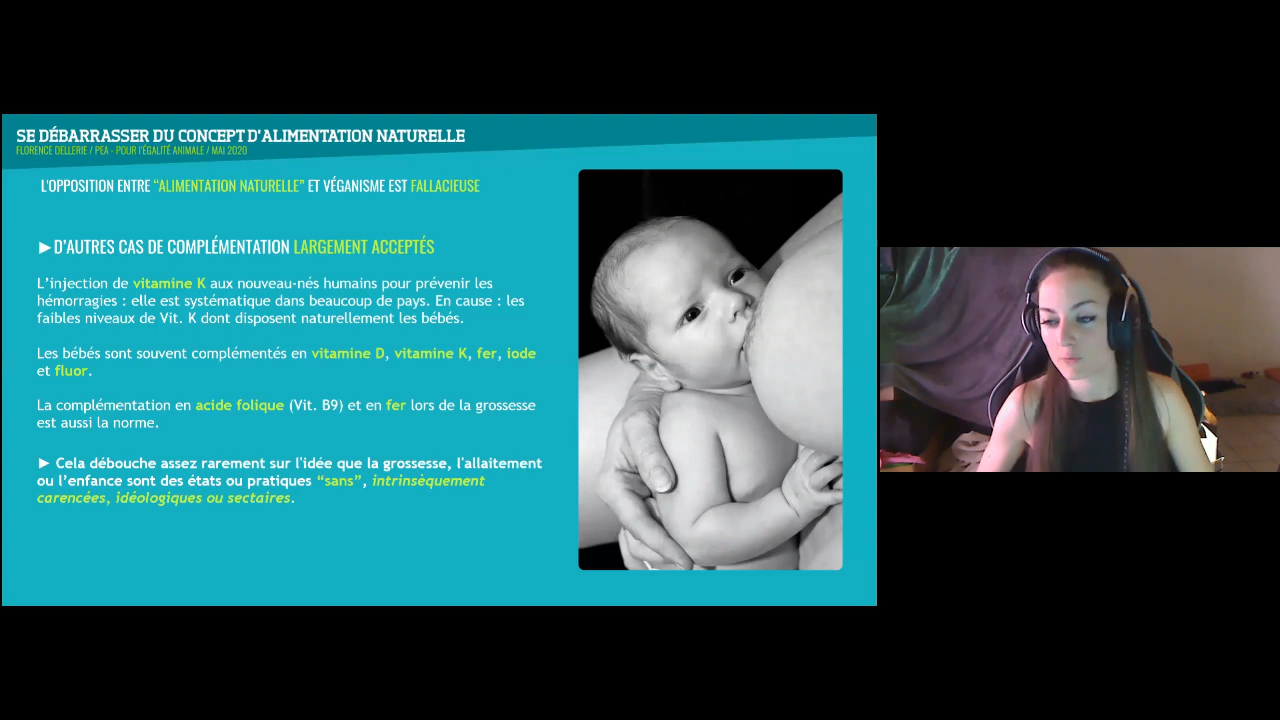 SE DÉBARRASSER DU CONCEPT D'ALIMENTATION NATURELLE
FLORENCE DELLERIE / PEA - POUR l'ÉGALITÉ ANIMALE / MAI 2020
L'OPPOSITION ENTRE “ALIMENTATION NATURELLE” ET VÉGANISME EST FALLACIEUSE
►D'AUTRES CAS DE COMPLÉMENTATION LARGEMENT ACCEPTÉS
L'injection de vitamine K aux nouveau-nés humains pour prévenir les
hémorragies : elle est systématique dans beaucoup de pays. En cause : les
faibles niveaux de Vit. K dont disposent naturellement les bébés.
Les bébés sont souvent complémentés en vitamine D, vitamine K, fer, iode
et fluor.
La complémentation en acide folique (Vit. B9) et en fer lors de la grossesse
est aussi la norme.
► Cela débouche assez rarement sur l'idée que la grossesse, l'allaitement
ou l'enfance sont des états ou pratiques “sans”, intrinsèquement
carencées, idéologiques ou sectaires.